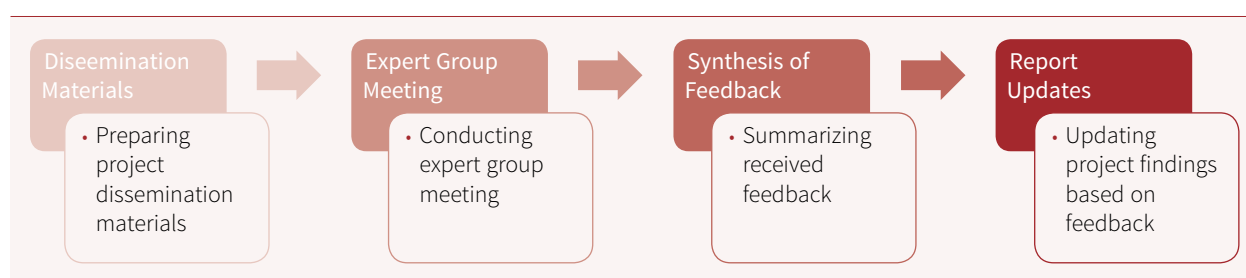 Diseemination
Materials
• Preparing
project
dissemination
materials
Expert Group
Meeting
• Conducting
expert group
meeting
Synthesis of
Feedback
• Summarizing
received
feedback
Report
Updates
• Updating
project findings
based on
feedback